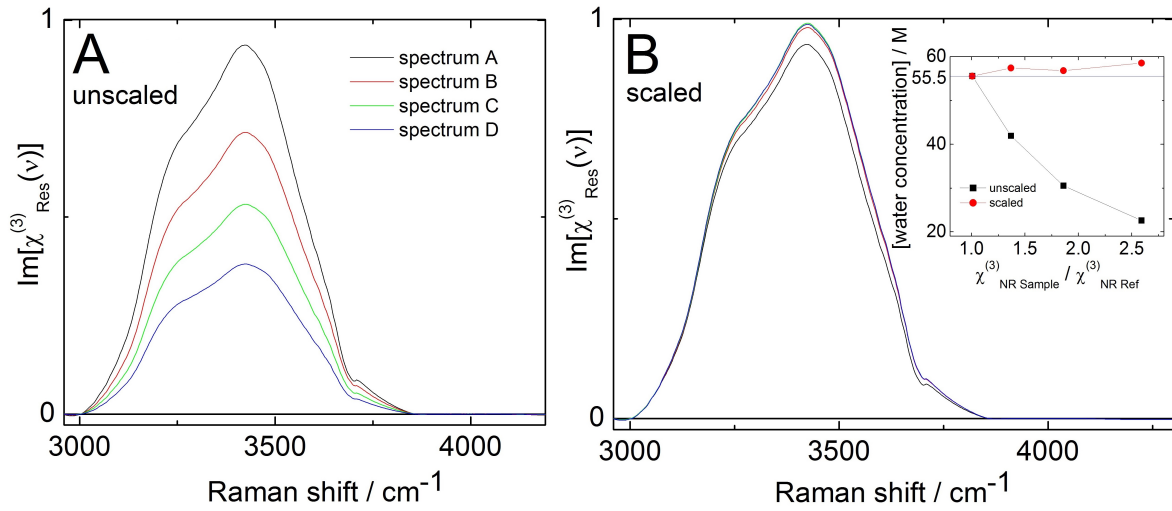 A
unscaled
spectrum A
spectrum B
spectrum C
spectrum D
1
0
Im[χ(3)Res(ν)]
3000 3500 4000
Raman shift / cm-1
B
scaled
1
0
Im[χ(3)Res(ν)]
3000 3500 4000
Raman shift / cm-1
[water concentration] / M
60
55.5
40
20
unscaled
scaled
1.0 1.5 2.0 2.5
χ(3)NR Sample / χ(3)NR Ref